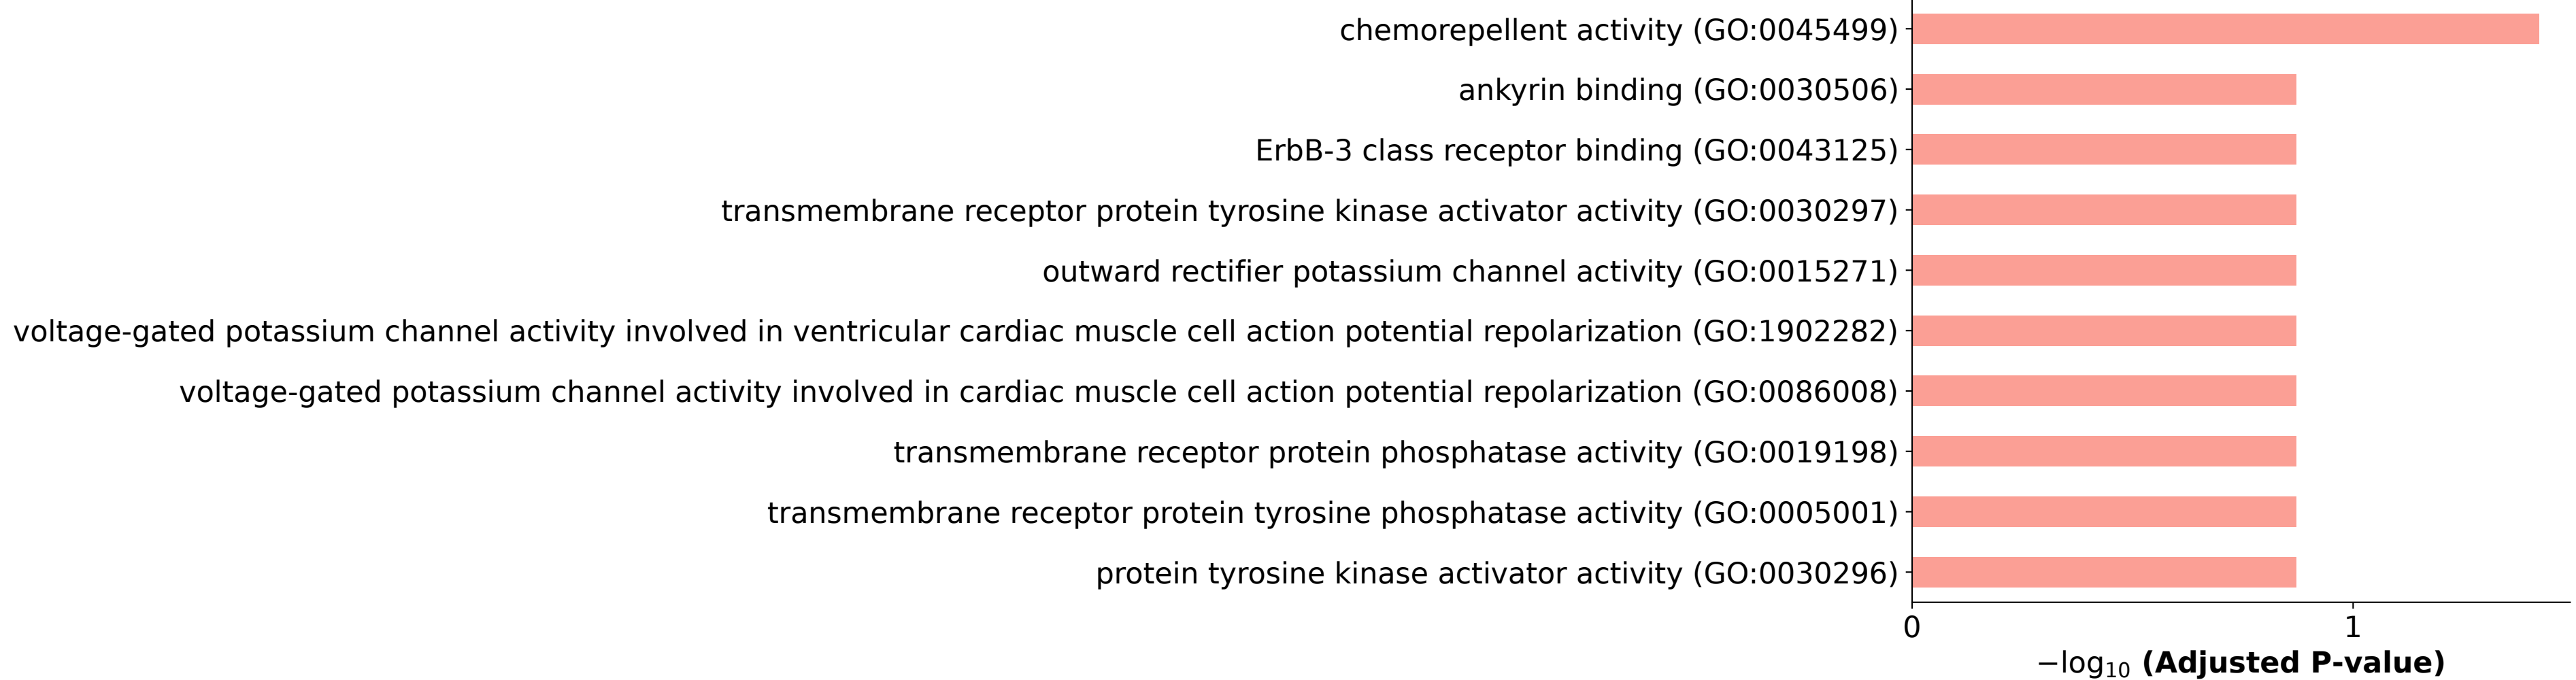 chemorepellent activity (GO:0045499)
ankyrin binding (GO:0030506)
ErbB-3 class receptor binding (GO:0043125)
transmembrane receptor protein tyrosine kinase activator activity (GO:0030297)
outward rectifier potassium channel activity (GO:0015271)
voltage-gated potassium channel activity involved in ventricular cardiac muscle cell action potential repolarization (GO:1902282)
voltage-gated potassium channel activity involved in cardiac muscle cell action potential repolarization (GO:0086008)
transmembrane receptor protein phosphatase activity (GO:0019198)
transmembrane receptor protein tyrosine phosphatase activity (GO:0005001)
protein tyrosine kinase activator activity (GO:0030296)
0 1
−log₁₀ (Adjusted P-value)